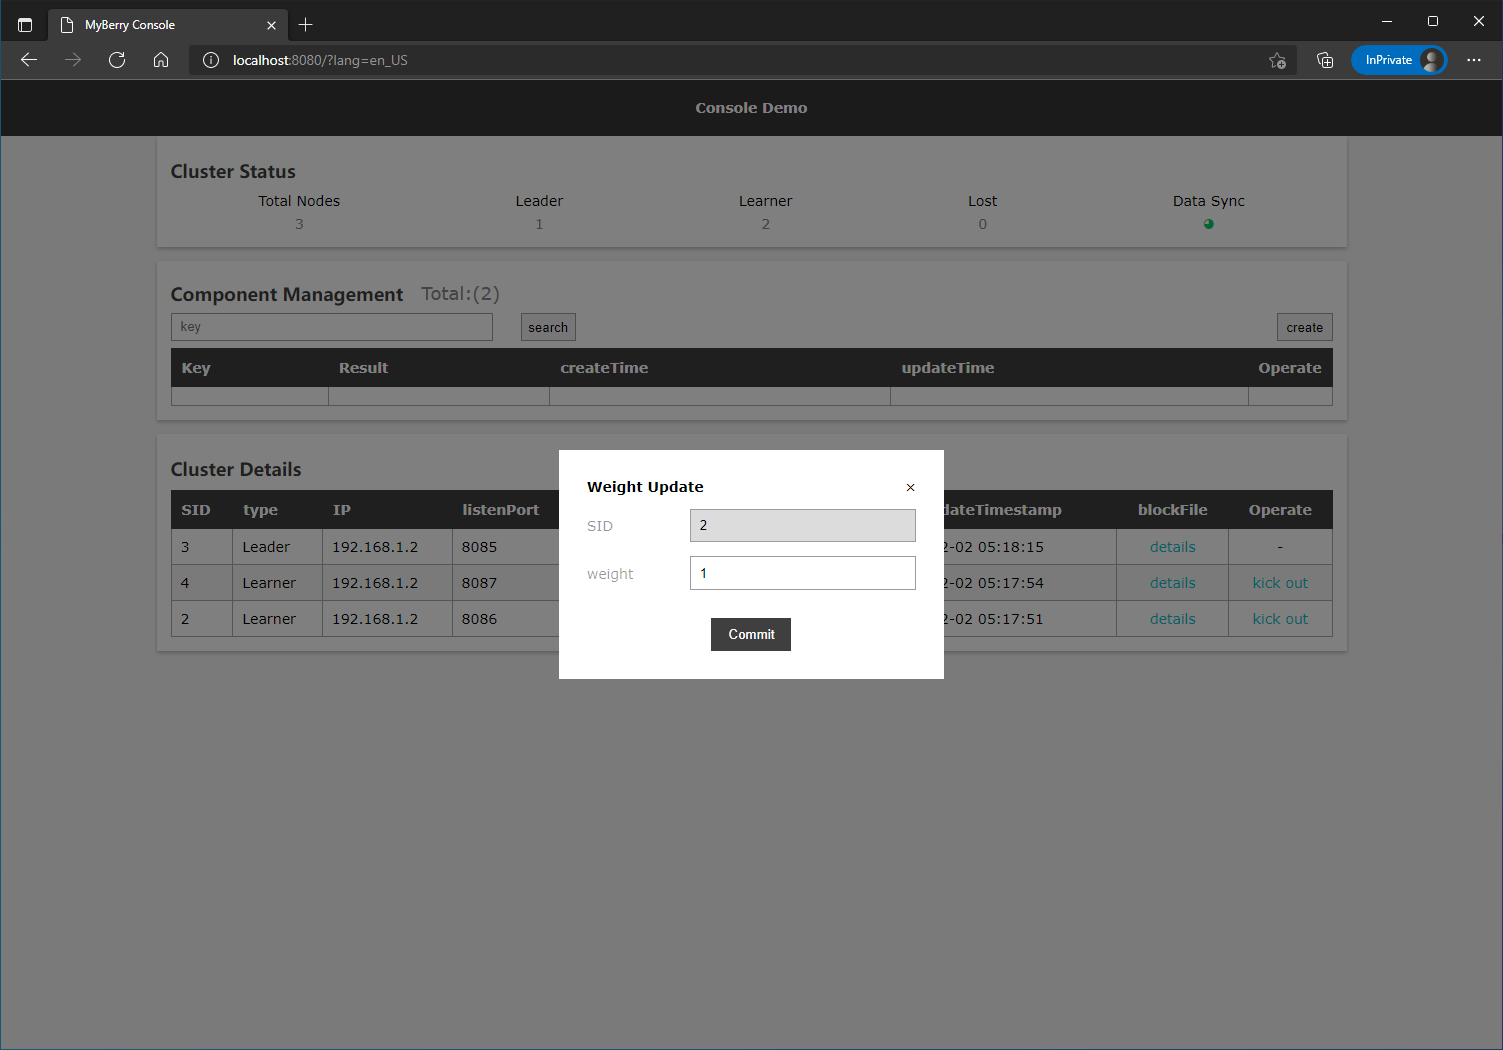 MyBerry Console
localhost:8080/?lang=en_US
InPrivate
Console Demo
Cluster Status
Total Nodes Leader Learner Lost Data Sync
3 1 2 0
Component Management Total:(2)
key search create
Key Result createTime updateTime Operate
Cluster Details
Weight Update
SID type IP listenPort dateTimestamp blockFile Operate
SID 2
3 Leader 192.168.1.2 8085 2-02 05:18:15 details -
weight 1
4 Learner 192.168.1.2 8087 2-02 05:17:54 details kick out
2 Learner 192.168.1.2 8086 2-02 05:17:51 details kick out
Commit